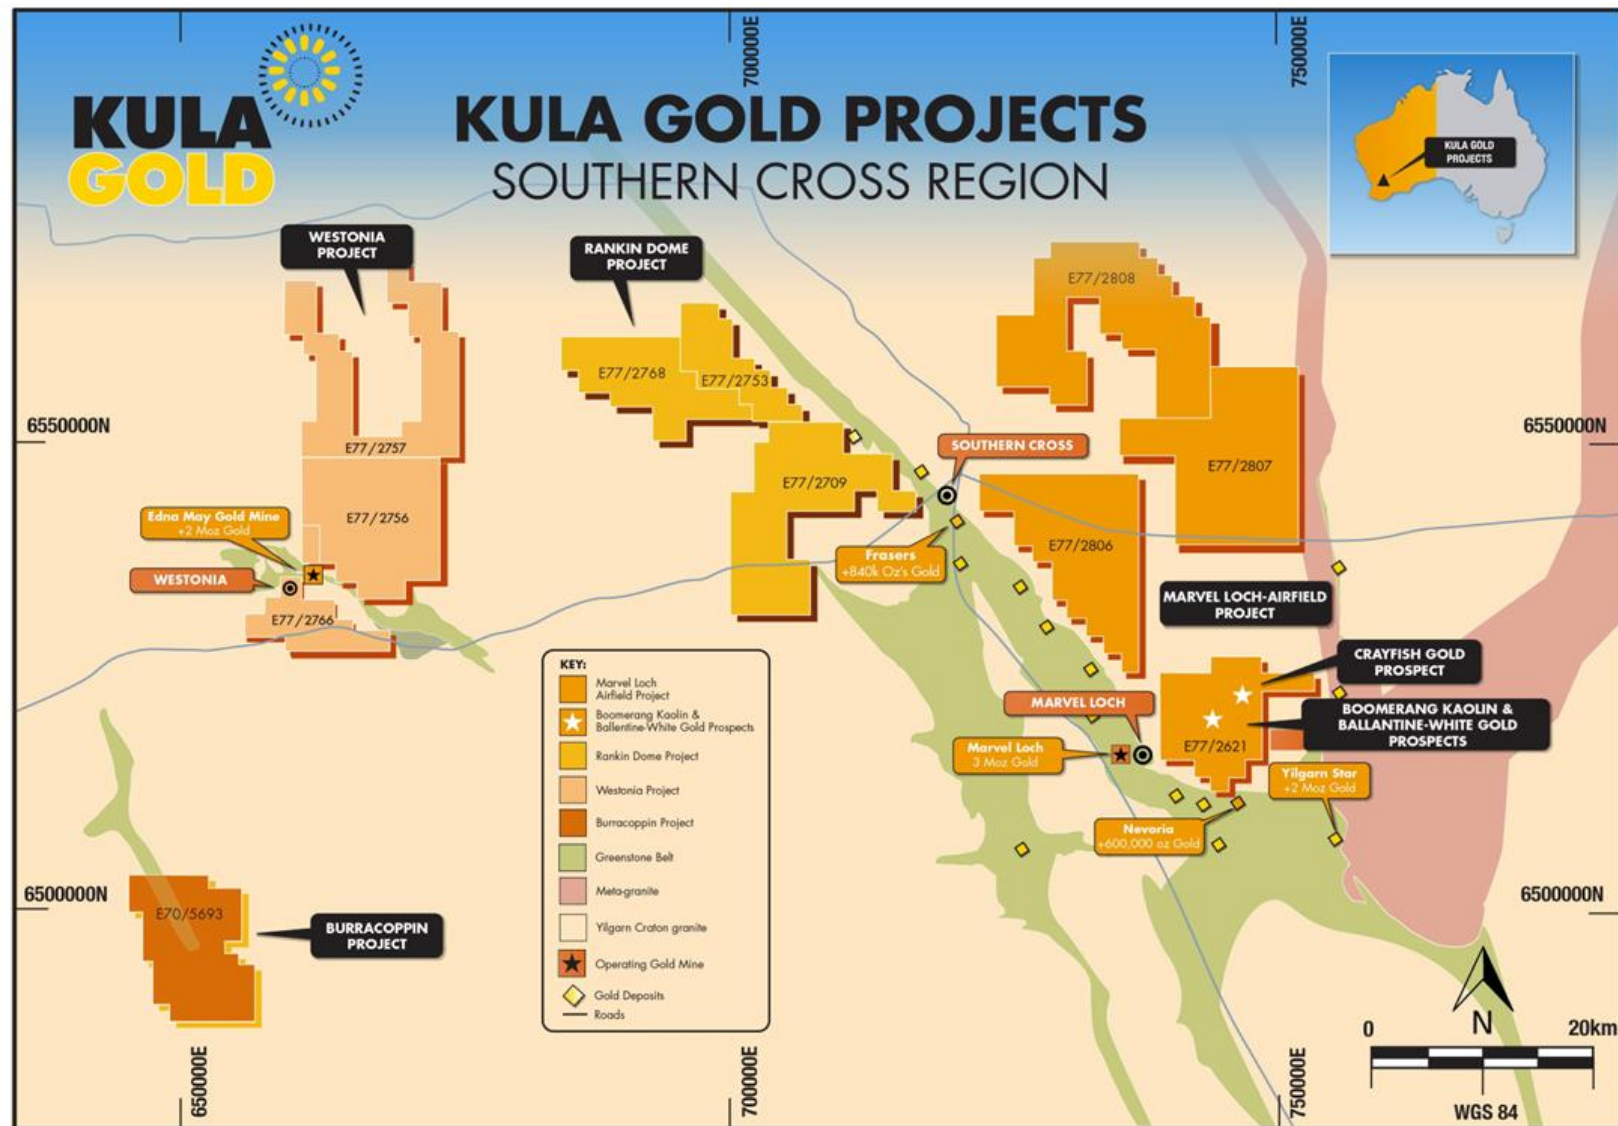 700000E
750000E
KULA
GOLD
KULA GOLD PROJECTS
SOUTHERN CROSS REGION
KULA GOLD
PROJECTS
WESTONIA
PROJECT
RANKIN DOME
PROJECT
E77/2808
E77/2768
E77/2753
6550000N
6550000N
E77/2757
SOUTHERN CROSS
E77/2807
E77/2709
Edna May Gold Mine
+2 Moz Gold
E77/2756
E77/2806
Frasers
+840k Oz's Gold
WESTONIA
MARVEL LOCH-AIRFIELD
PROJECT
E77/2766
CRAYFISH GOLD
PROSPECT
KEY:
Marvel Loch
Airfield Project
Boomerang Kaolin &
Ballentine-White Gold Prospects
Rankin Dome Project
Westonia Project
Burracoppin Project
Greenstone Belt
Meta-granite
Yilgarn Craton granite
Operating Gold Mine
Gold Deposits
Roads
MARVEL LOCH
BOOMERANG KAOLIN &
BALLANTINE-WHITE GOLD
PROSPECTS
E77/2621
Marvel Loch
3 Moz Gold
Yilgarn Star
+2 Moz Gold
Nevoria
+600,000 oz Gold
6500000N
6500000N
E70/5693
BURRACOPPIN
PROJECT
N
0
20km
WGS 84
650000E
700000E
750000E